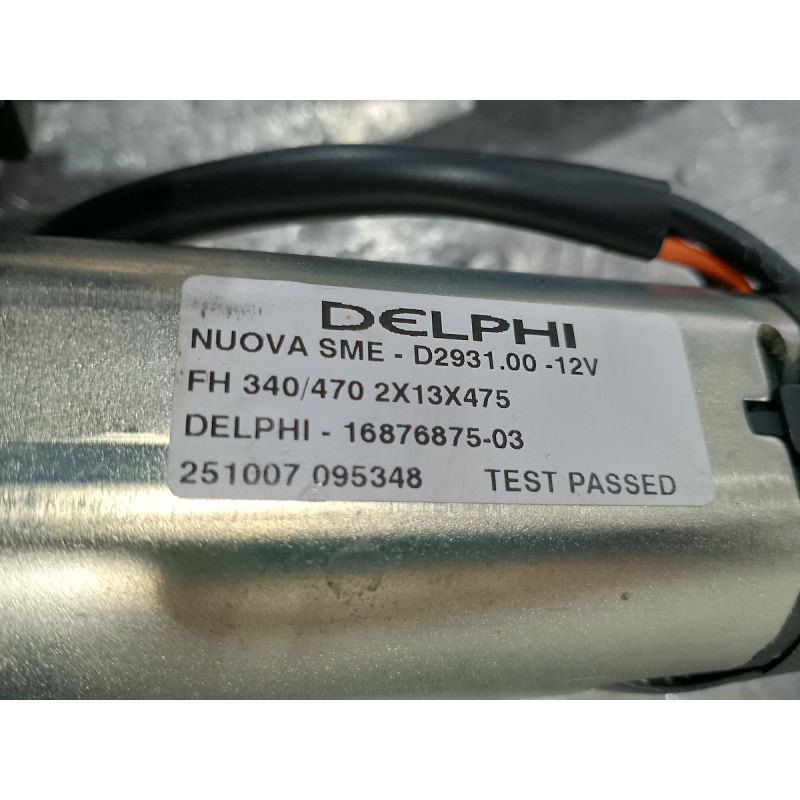 DELPHI
NUOVA SME - D2931.00 -12V
FH 340/470 2X13X475
DELPHI - 16876875-03
251007 095348 TEST PASSED